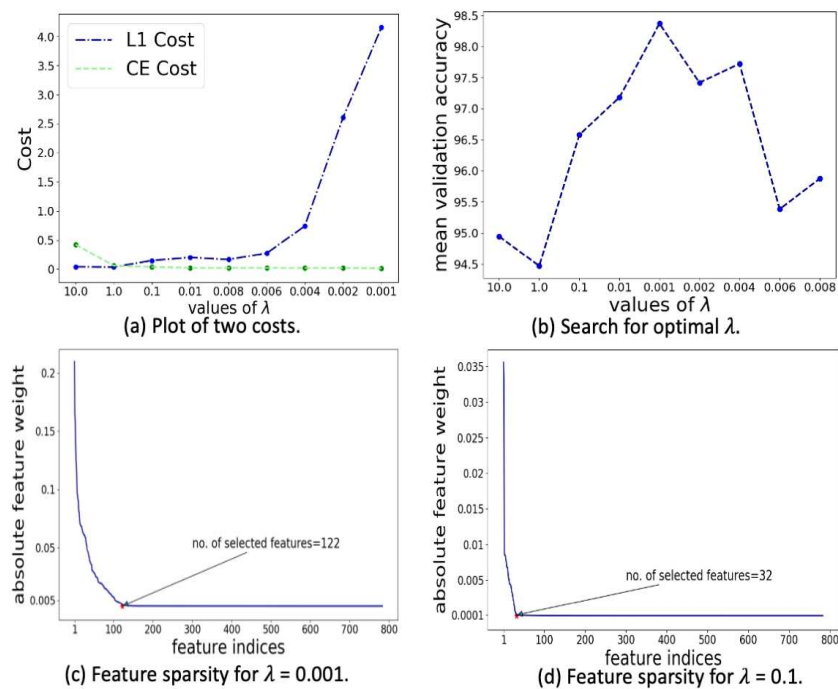 L1 Cost
CE Cost
Cost
4.0
3.5
3.0
2.5
2.0
1.5
1.0
0.5
0
10.0 1.0 0.1 0.01 0.008 0.006 0.004 0.002 0.001
values of λ
(a) Plot of two costs.
mean validation accuracy
98.5
98.0
97.5
97.0
96.5
96.0
95.5
95.0
94.5
10.0 1.0 0.1 0.01 0.001 0.002 0.004 0.006 0.008
values of λ
(b) Search for optimal λ.
absolute feature weight
0.2
0.15
0.1
0.05
0.005
no. of selected features=122
1 100 200 300 400 500 600 700 800
feature indices
(c) Feature sparsity for λ = 0.001.
absolute feature weight
0.035
0.030
0.025
0.020
0.015
0.010
0.005
0.0001
no. of selected features=32
1 100 200 300 400 500 600 700 800
feature indices
(d) Feature sparsity for λ = 0.1.